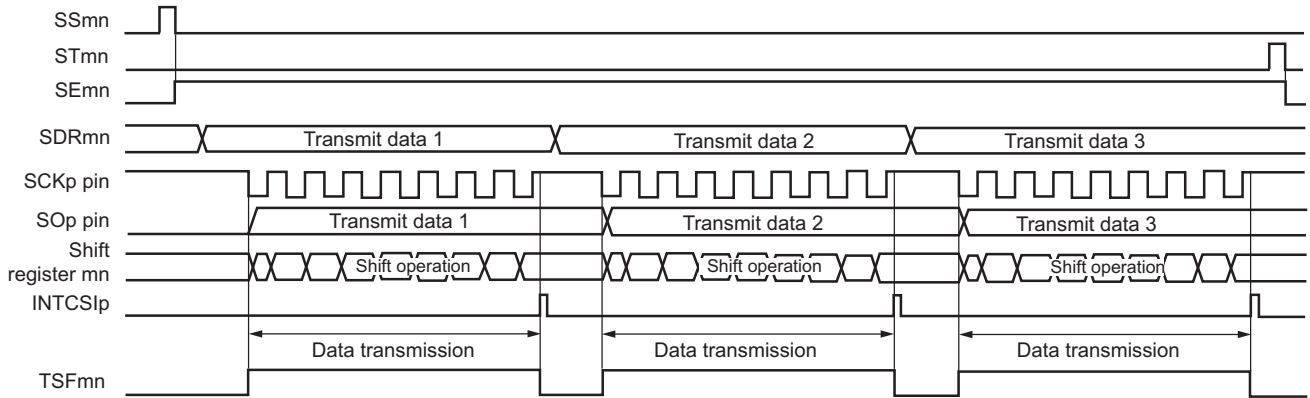 SSmn
STmn
SEmn
SDRmn Transmit data 1 Transmit data 2 Transmit data 3
SCKp pin
SOp pin Transmit data 1 Transmit data 2 Transmit data 3
Shift
register mn Shift operation Shift operation Shift operation
INTCSIp
Data transmission Data transmission Data transmission
TSFmn